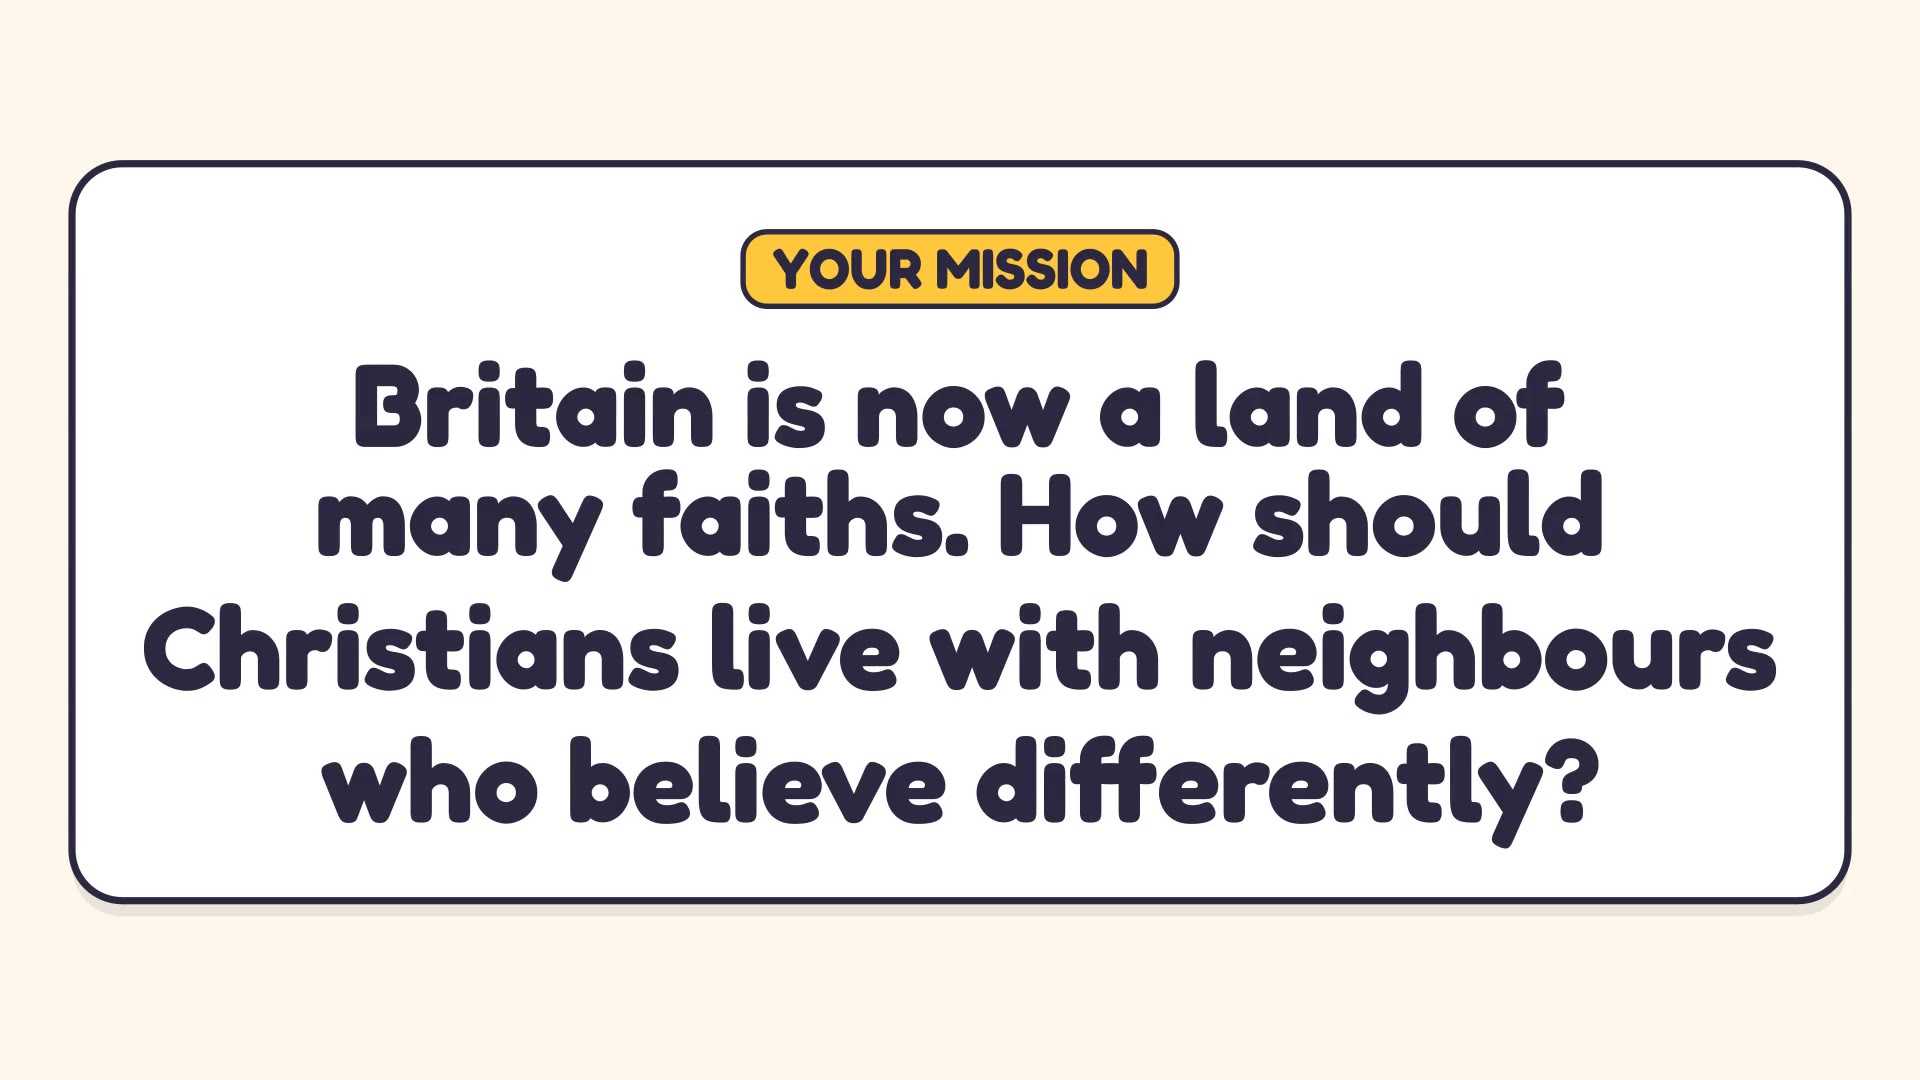 YOUR MISSION
Britain is now a land of
many faiths. How should
Christians live with neighbours
who believe differently?